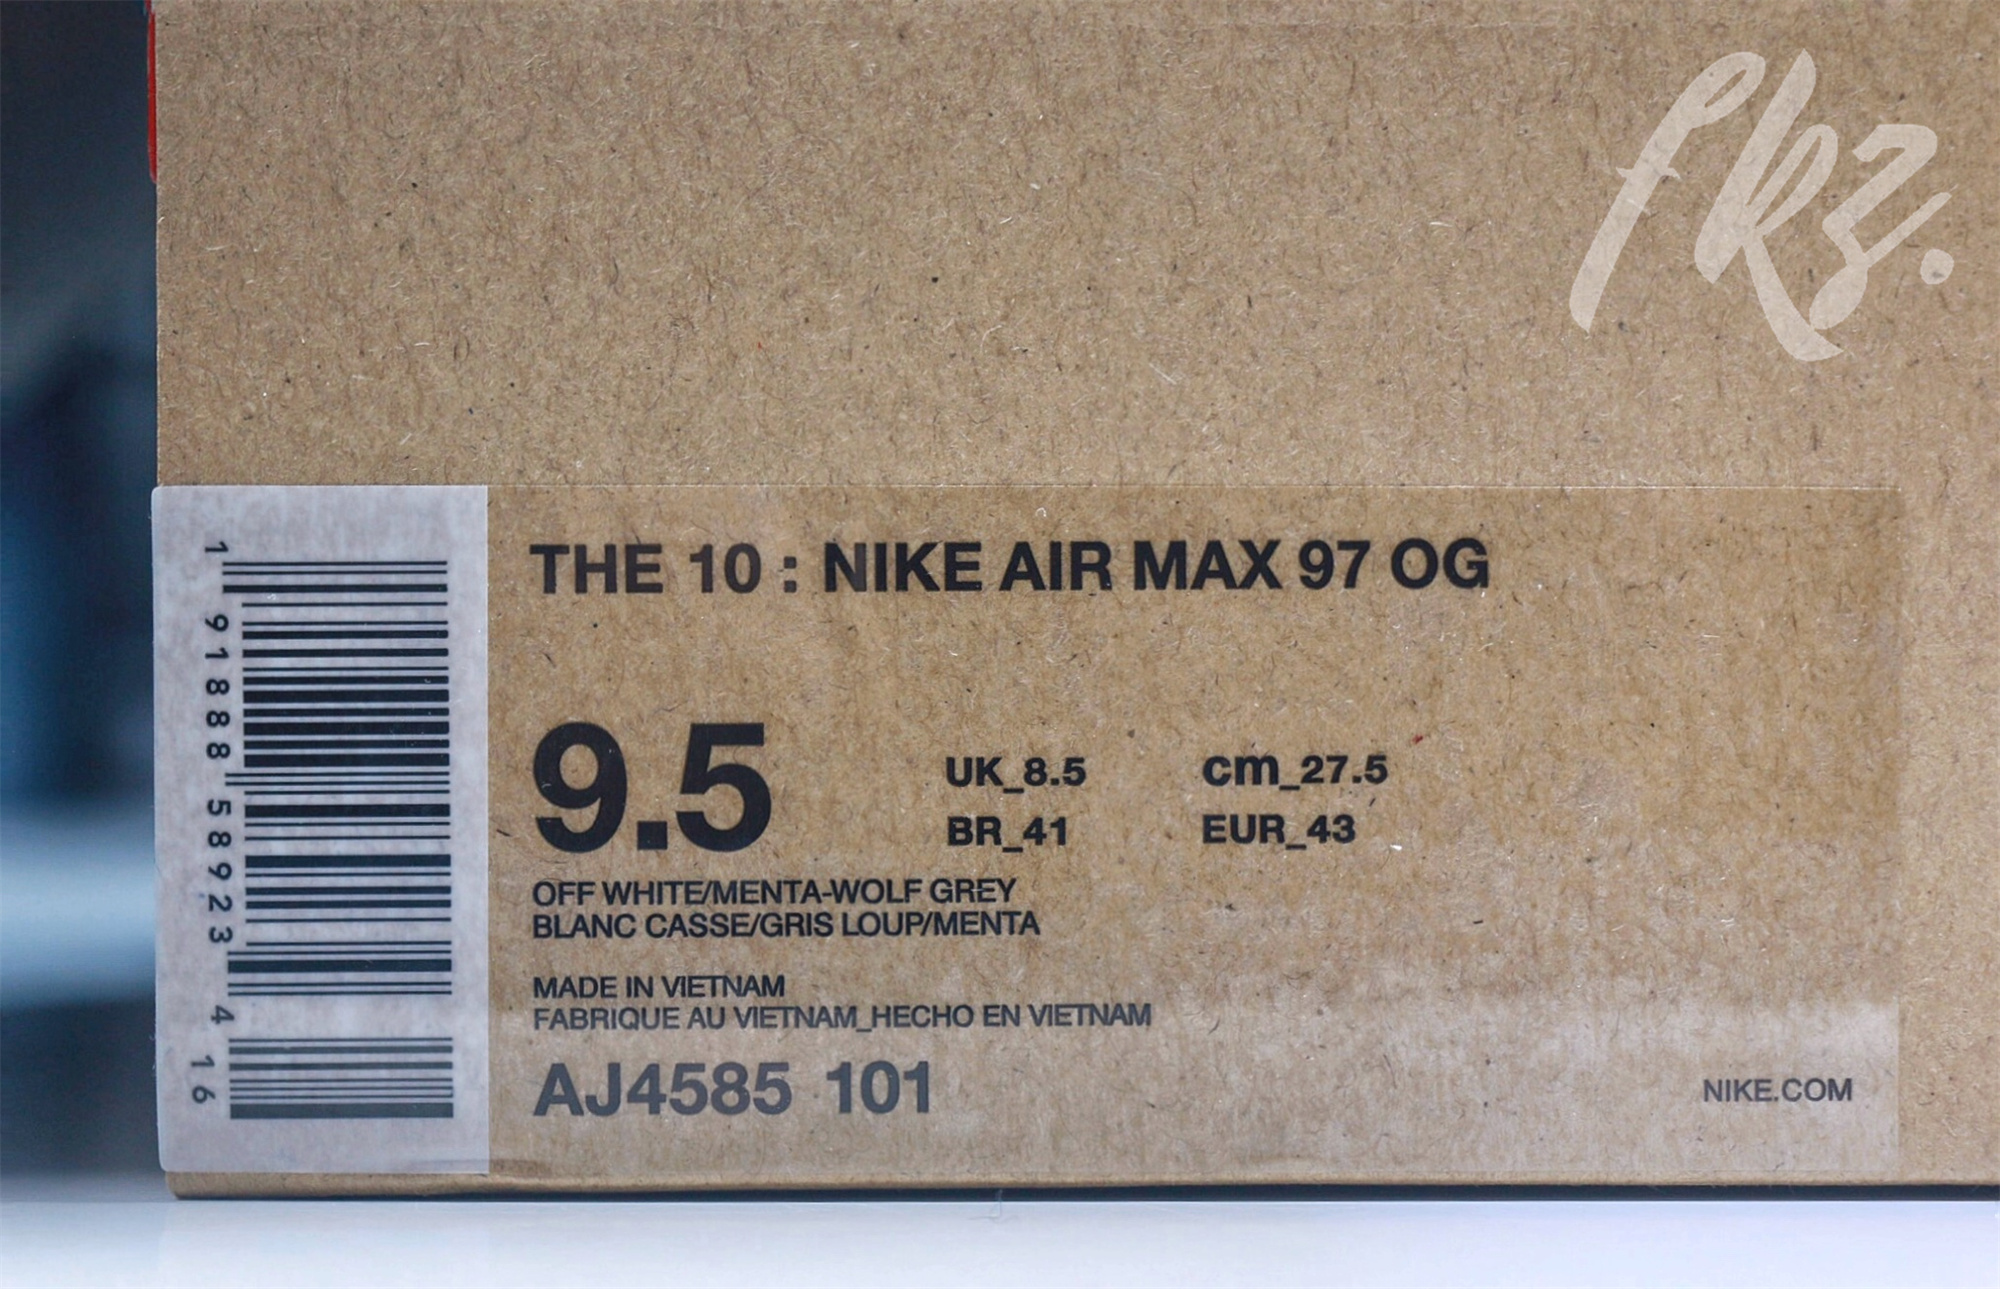 fkz.
THE 10 : NIKE AIR MAX 97 OG
9.5
UK_8.5 cm_27.5
BR_41 EUR_43
OFF WHITE/MENTA-WOLF GREY
BLANC CASSE/GRIS LOUP/MENTA
MADE IN VIETNAM
FABRIQUE AU VIETNAM_HECHO EN VIETNAM
AJ4585 101
NIKE.COM
1 91888 58923 4 16